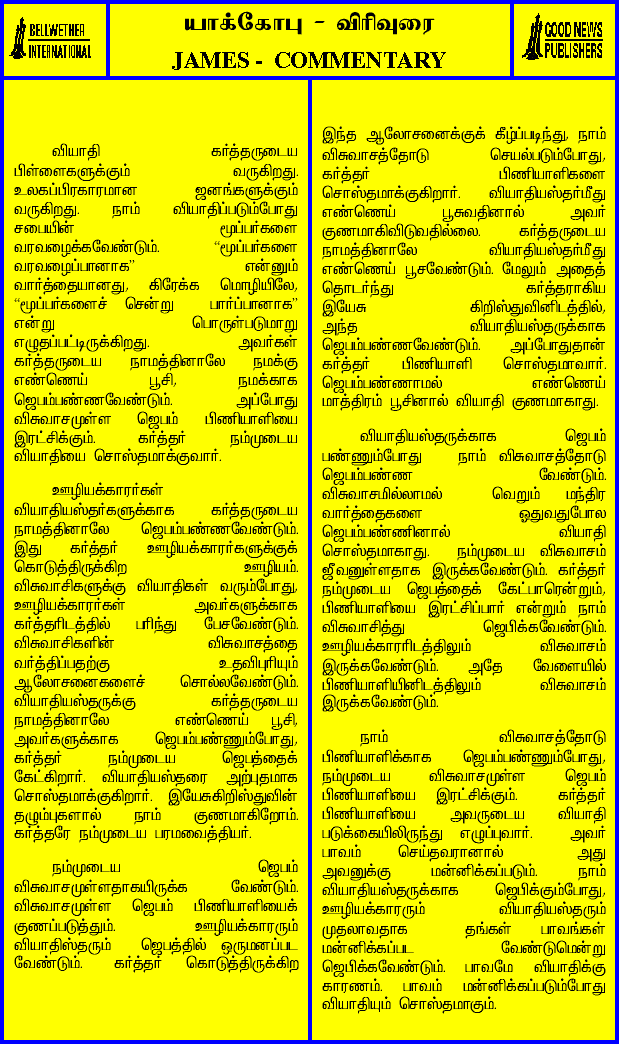 BELLWETHER
INTERNATIONAL
யாக்கோபு - விரிவுரை
JAMES - COMMENTARY
GOOD NEWS
PUBLISHERS
வியாதி கர்த்தருடைய
பிள்ளைகளுக்கும் வருகிறது.
உலகப்பிரகாரமான ஜனங்களுக்கும்
வருகிறது. நாம் வியாதிப்படும்போது
சபையின் மூப்பர்களை
வரவழைக்கவேண்டும். “மூப்பர்களை
வரவழைப்பானாக” என்னும்
வார்த்தையானது, கிரேக்க மொழியிலே,
“மூப்பர்களைச் சென்று பார்ப்பானாக”
என்று பொருள்படுமாறு
எழுதப்பட்டிருக்கிறது. அவர்கள்
கர்த்தருடைய நாமத்தினாலே நமக்கு
எண்ணெய் பூசி, நமக்காக
ஜெபம்பண்ணவேண்டும். அப்போது
விசுவாசமுள்ள ஜெபம் பிணியாளியை
இரட்சிக்கும். கர்த்தர் நம்முடைய
வியாதியை சொஸ்தமாக்குவார்.
ஊழியக்காரர்கள்
வியாதியஸ்தர்களுக்காக கர்த்தருடைய
நாமத்தினாலே ஜெபம்பண்ணவேண்டும்.
இது கர்த்தர் ஊழியக்காரர்களுக்குக்
கொடுத்திருக்கிற ஊழியம்.
விசுவாசிகளுக்கு வியாதிகள் வரும்போது,
ஊழியக்காரர்கள் அவர்களுக்காக
கர்த்தரிடத்தில் பரிந்து பேசவேண்டும்.
விசுவாசிகளின் விசுவாசத்தை
வர்த்திப்பதற்கு உதவிபுரியும்
ஆலோசனைகளைச் சொல்லவேண்டும்.
வியாதியஸ்தருக்கு கர்த்தருடைய
நாமத்தினாலே எண்ணெய் பூசி,
அவர்களுக்காக ஜெபம்பண்ணும்போது,
கர்த்தர் நம்முடைய ஜெபத்தைக்
கேட்கிறார். வியாதியஸ்தரை அற்புதமாக
சொஸ்தமாக்குகிறார். இயேசுகிறிஸ்துவின்
தழும்புகளால் நாம் குணமாகிறோம்.
கர்த்தரே நம்முடைய பரமவைத்தியர்.
நம்முடைய ஜெபம்
விசுவாசமுள்ளதாகயிருக்க வேண்டும்.
விசுவாசமுள்ள ஜெபம் பிணியாளியைக்
குணப்படுத்தும். ஊழியக்காரரும்
வியாதிஸ்தரும் ஜெபத்தில் ஒருமனப்பட
வேண்டும். கர்த்தர் கொடுத்திருக்கிற
இந்த ஆலோசனைக்குக் கீழ்ப்படிந்து, நாம்
விசுவாசத்தோடு செயல்படும்போது,
கர்த்தர் பிணியாளிகளை
சொஸ்தமாக்குகிறார். வியாதியஸ்தர்மீது
எண்ணெய் பூசுவதினால் அவர்
குணமாகிவிடுவதில்லை. கர்த்தருடைய
நாமத்தினாலே வியாதியஸ்தர்மீது
எண்ணெய் பூசவேண்டும். மேலும் அதைத்
தொடர்ந்து கர்த்தராகிய
இயேசு கிறிஸ்துவினிடத்தில்,
அந்த வியாதியஸ்தருக்காக
ஜெபம்பண்ணவேண்டும். அப்போதுதான்
கர்த்தர் பிணியாளி சொஸ்தமாவார்.
ஜெபம்பண்ணாமல் எண்ணெய்
மாத்திரம் பூசினால் வியாதி குணமாகாது.
வியாதியஸ்தருக்காக ஜெபம்
பண்ணும்போது நாம் விசுவாசத்தோடு
ஜெபம்பண்ண வேண்டும்.
விசுவாசமில்லாமல் வெறும் மந்திர
வார்த்தைகளை ஓதுவதுபோல
ஜெபம்பண்ணினால் வியாதி
சொஸ்தமாகாது. நம்முடைய விசுவாசம்
ஜீவனுள்ளதாக இருக்கவேண்டும். கர்த்தர்
நம்முடைய ஜெபத்தைக் கேட்பாரென்றும்,
பிணியாளியை இரட்சிப்பார் என்றும் நாம்
விசுவாசித்து ஜெபிக்கவேண்டும்.
ஊழியக்காரரிடத்திலும் விசுவாசம்
இருக்கவேண்டும். அதே வேளையில்
பிணியாளியினிடத்திலும் விசுவாசம்
இருக்கவேண்டும்.
நாம் விசுவாசத்தோடு
பிணியாளிக்காக ஜெபம்பண்ணும்போது,
நம்முடைய விசுவாசமுள்ள ஜெபம்
பிணியாளியை இரட்சிக்கும். கர்த்தர்
பிணியாளியை அவருடைய வியாதி
படுக்கையிலிருந்து எழுப்புவார். அவர்
பாவம் செய்தவரானால் அது
அவனுக்கு மன்னிக்கப்படும். நாம்
வியாதியஸ்தருக்காக ஜெபிக்கும்போது,
ஊழியக்காரரும் வியாதியஸ்தரும்
முதலாவதாக தங்கள் பாவங்கள்
மன்னிக்கப்பட வேண்டுமென்று
ஜெபிக்கவேண்டும். பாவமே வியாதிக்கு
காரணம். பாவம் மன்னிக்கப்படும்போது
வியாதியும் சொஸ்தமாகும்.